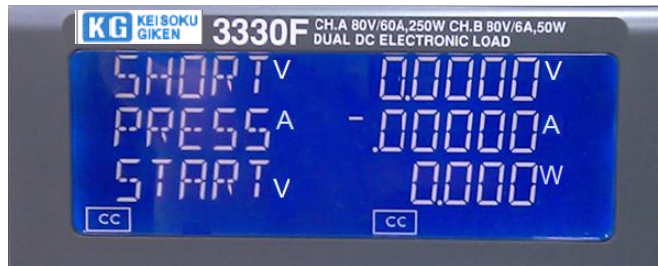 KG KEISOKU GIKEN 3330F CH.A 80V/60A,250W CH.B 80V/6A,50W
DUAL DC ELECTRONIC LOAD
SHORT V 0.0000 V
PRESS A -.00000 A
START V 0.000 W
CC CC